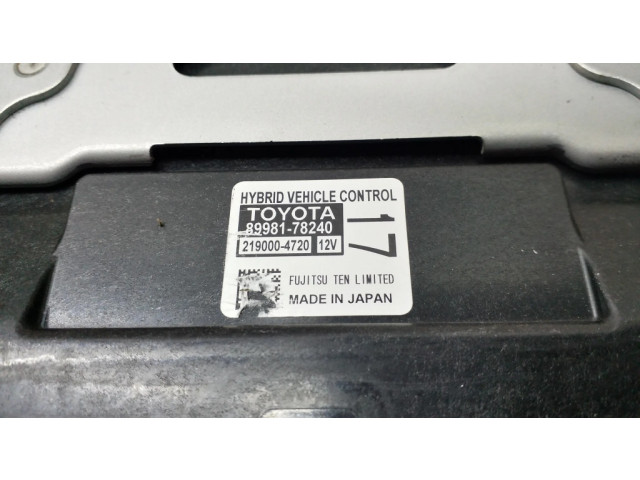 HYBRID VEHICLE CONTROL
TOYOTA
89981-78240
219000-4720 12V
17
FUJITSU TEN LIMITED
MADE IN JAPAN